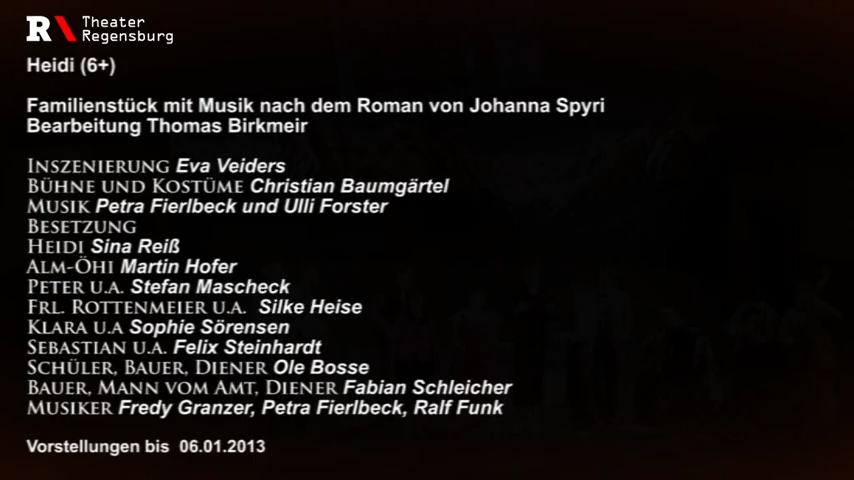 R Theater
Regensburg
Heidi (6+)
Familienstück mit Musik nach dem Roman von Johanna Spyri
Bearbeitung Thomas Birkmeir
INSZENIERUNG Eva Veiders
BÜHNE UND KOSTÜME Christian Baumgärtel
MUSIK Petra Fierlbeck und Ulli Forster
BESETZUNG
HEIDI Sina Reiß
ALM-ÖHI Martin Hofer
PETER U.A. Stefan Mascheck
FRL. ROTTENMEIER U.A. Silke Heise
KLARA U.A Sophie Sörensen
SEBASTIAN U.A. Felix Steinhardt
SCHÜLER, BAUER, DIENER Ole Bosse
BAUER, MANN VOM AMT, DIENER Fabian Schleicher
MUSIKER Fredy Granzer, Petra Fierlbeck, Ralf Funk
Vorstellungen bis 06.01.2013